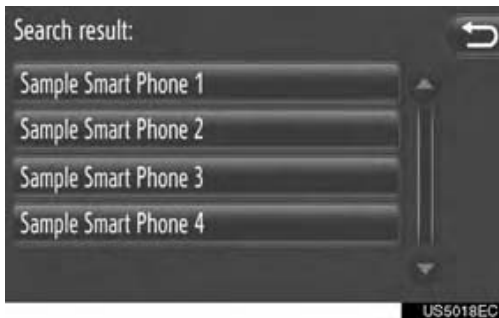 Search result:
Sample Smart Phone 1
Sample Smart Phone 2
Sample Smart Phone 3
Sample Smart Phone 4
US5018EC